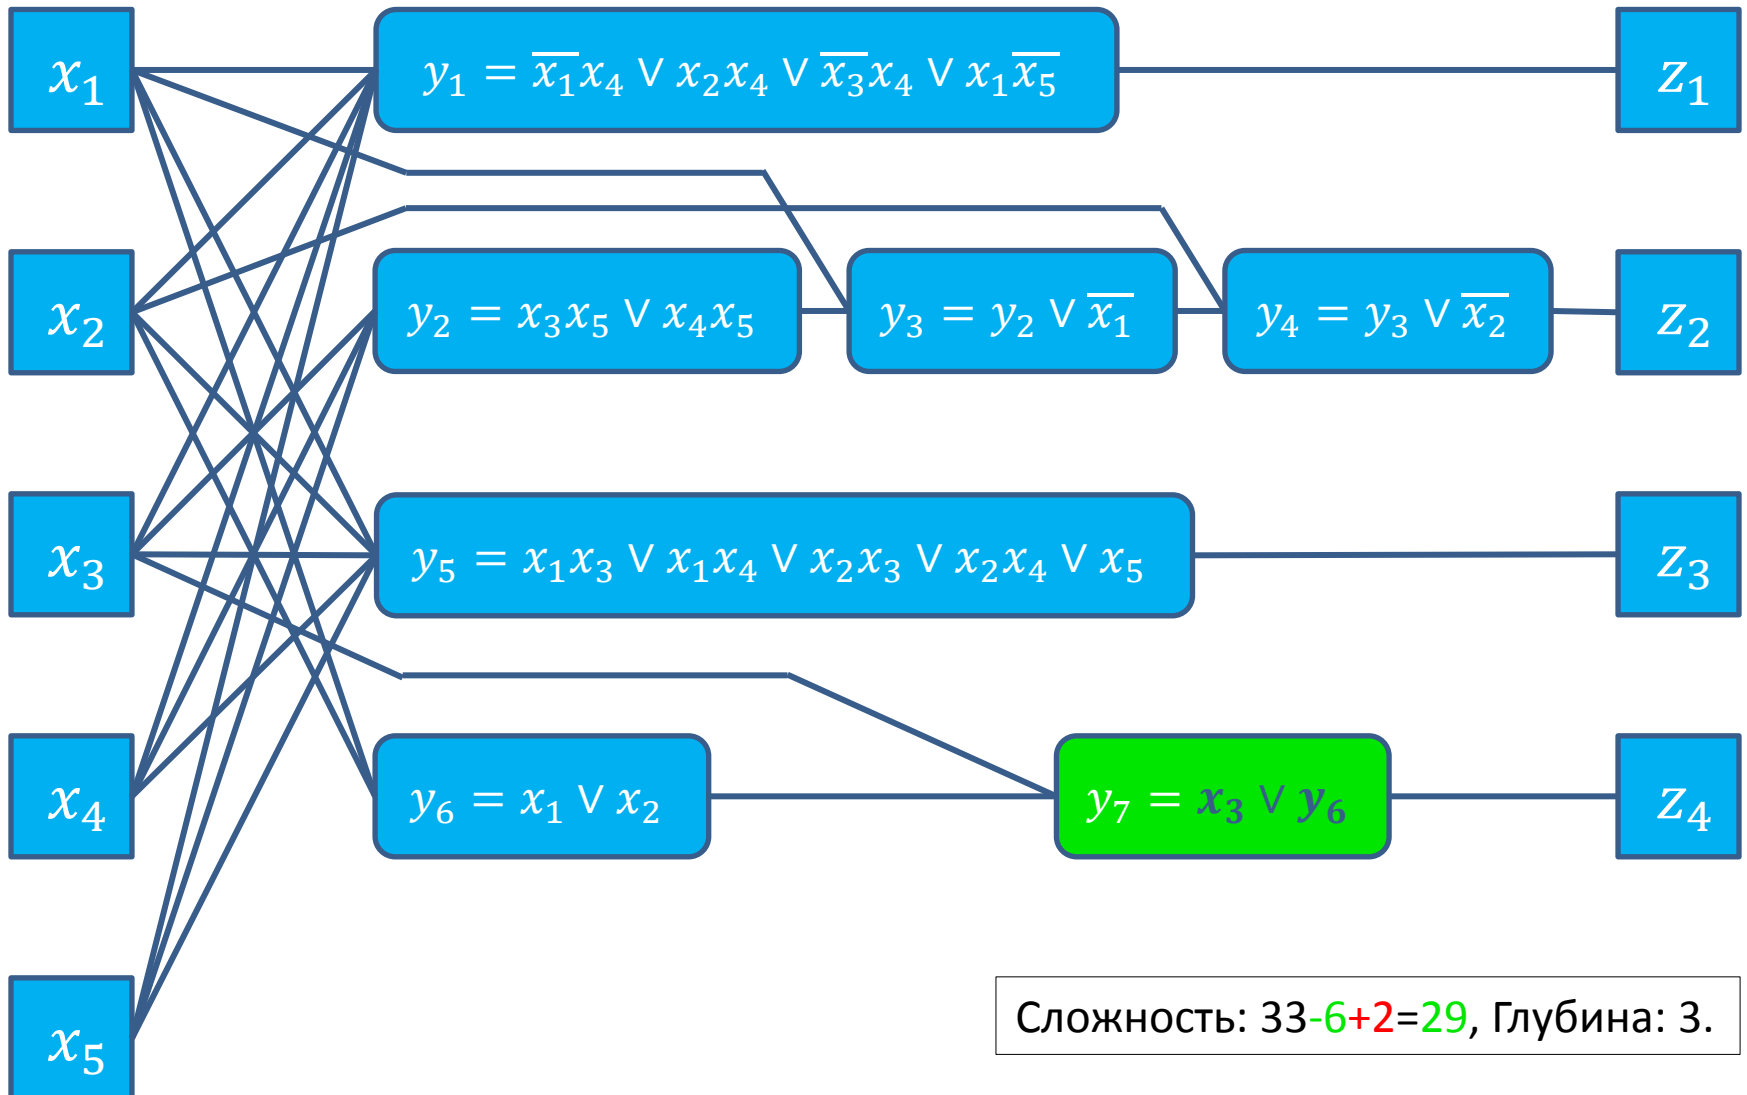 x₁
y₁ = x̅₁x₄ ∨ x₂x₄ ∨ x̅₃x₄ ∨ x₁x̅₅
z₁
x₂
y₂ = x₃x₅ ∨ x₄x₅
y₃ = y₂ ∨ x̅₁
y₄ = y₃ ∨ x̅₂
z₂
x₃
y₅ = x₁x₃ ∨ x₁x₄ ∨ x₂x₃ ∨ x₂x₄ ∨ x₅
z₃
x₄
y₆ = x₁ ∨ x₂
y₇ = x₃ ∨ y₆
z₄
x₅
Сложность: 33-6+2=29, Глубина: 3.